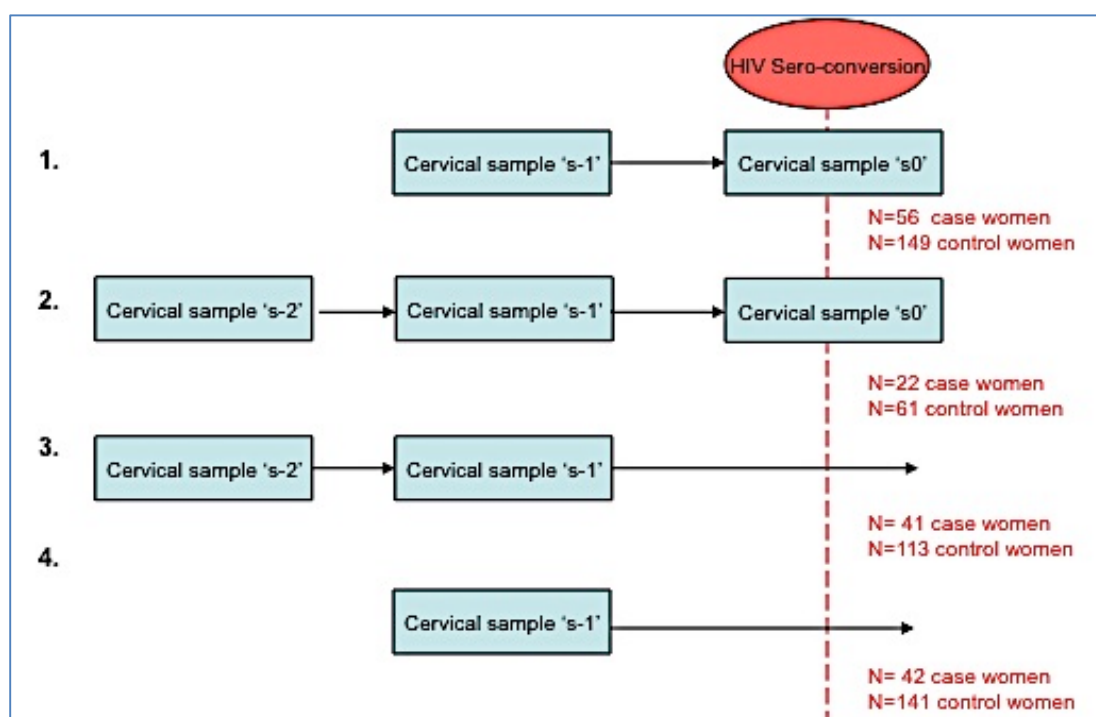 HIV Sero-conversion
1.
Cervical sample ‘s-1’
Cervical sample ‘s0’
N=56 case women
N=149 control women
2.
Cervical sample ‘s-2’
Cervical sample ‘s-1’
Cervical sample ‘s0’
N=22 case women
N=61 control women
3.
Cervical sample ‘s-2’
Cervical sample ‘s-1’
N= 41 case women
N=113 control women
4.
Cervical sample ‘s-1’
N= 42 case women
N=141 control women